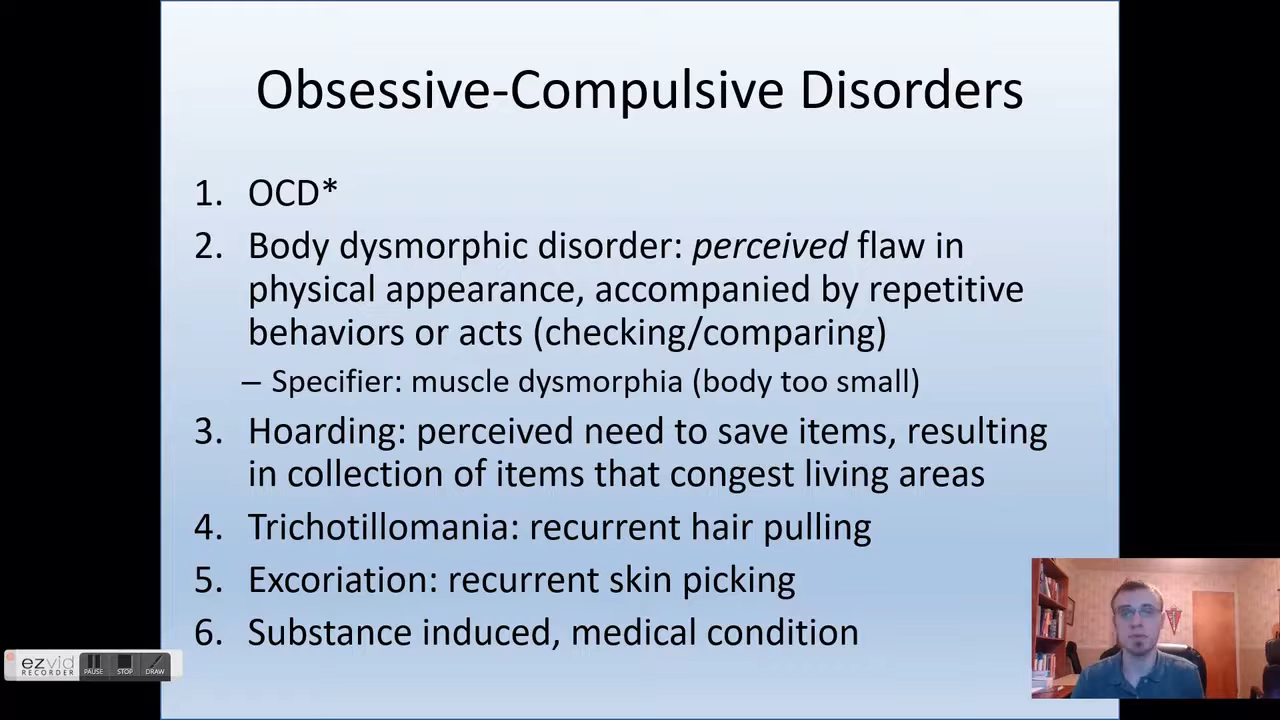 Obsessive-Compulsive Disorders
1. OCD*
2. Body dysmorphic disorder: perceived flaw in
physical appearance, accompanied by repetitive
behaviors or acts (checking/comparing)
– Specifier: muscle dysmorphia (body too small)
3. Hoarding: perceived need to save items, resulting
in collection of items that congest living areas
4. Trichotillomania: recurrent hair pulling
5. Excoriation: recurrent skin picking
6. Substance induced, medical condition
ezvid
RECORDER
PAUSE STOP DRAW